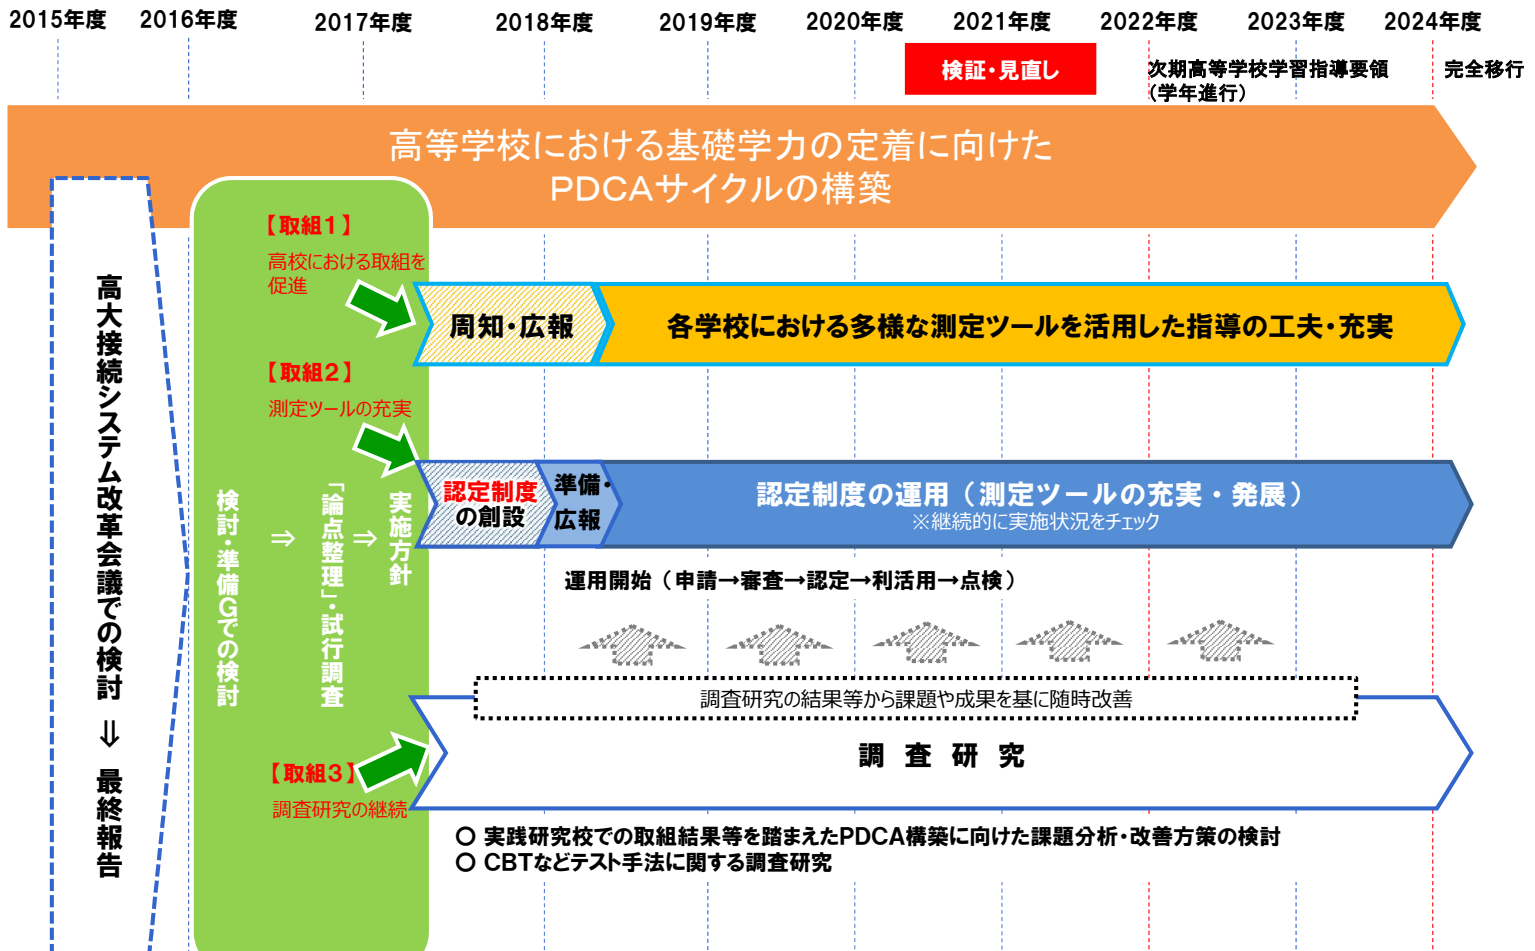 2015年度
2016年度
2017年度
2018年度
2019年度
2020年度
2021年度
2022年度
2023年度
2024年度
検証・見直し
次期高等学校学習指導要領
(学年進行)
完全移行
高等学校における基礎学力の定着に向けた
PDCAサイクルの構築
高大接続システム改革会議での検討 ⇒ 最終報告
【取組1】
高校における取組を
促進
周知・広報
各学校における多様な測定ツールを活用した指導の工夫・充実
【取組2】
測定ツールの充実
検討・準備Gでの検討
⇒
「論点整理」・試行調査
⇒
実施方針
認定制度
の創設
準備・
広報
認定制度の運用(測定ツールの充実・発展)
※継続的に実施状況をチェック
運用開始(申請→審査→認定→利活用→点検)
調査研究の結果等から課題や成果を基に随時改善
【取組3】
調査研究の継続
調査研究
○ 実践研究校での取組結果等を踏まえたPDCA構築に向けた課題分析・改善方策の検討
○ CBTなどテスト手法に関する調査研究